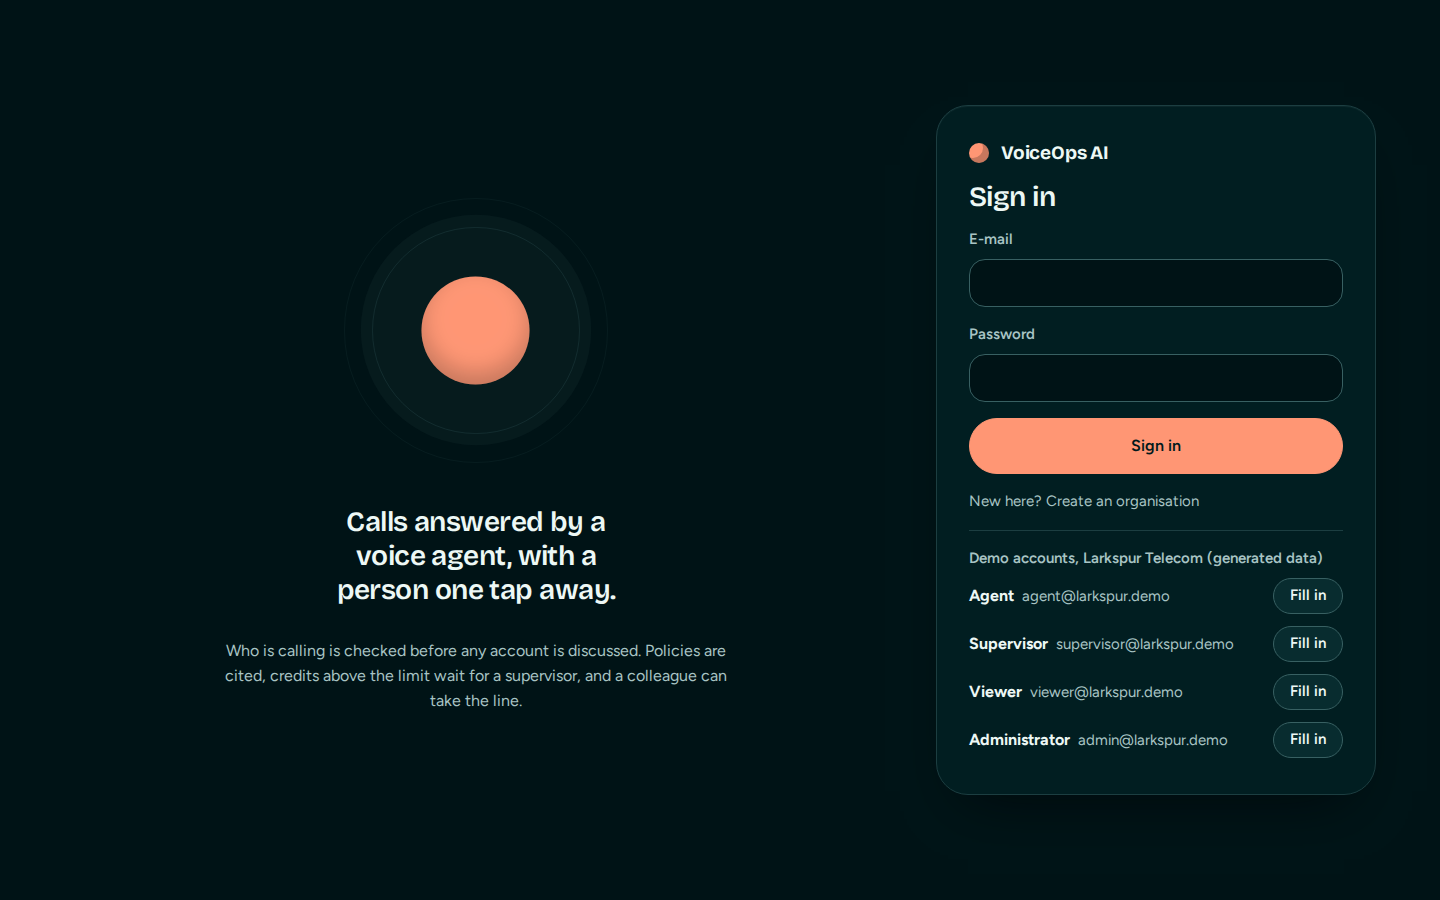 Calls answered by a
voice agent, with a
person one tap away.
Who is calling is checked before any account is discussed. Policies are
cited, credits above the limit wait for a supervisor, and a colleague can
take the line.
VoiceOps AI
Sign in
E-mail
Password
Sign in
New here? Create an organisation
Demo accounts, Larkspur Telecom (generated data)
Agent agent@larkspur.demo Fill in
Supervisor supervisor@larkspur.demo Fill in
Viewer viewer@larkspur.demo Fill in
Administrator admin@larkspur.demo Fill in